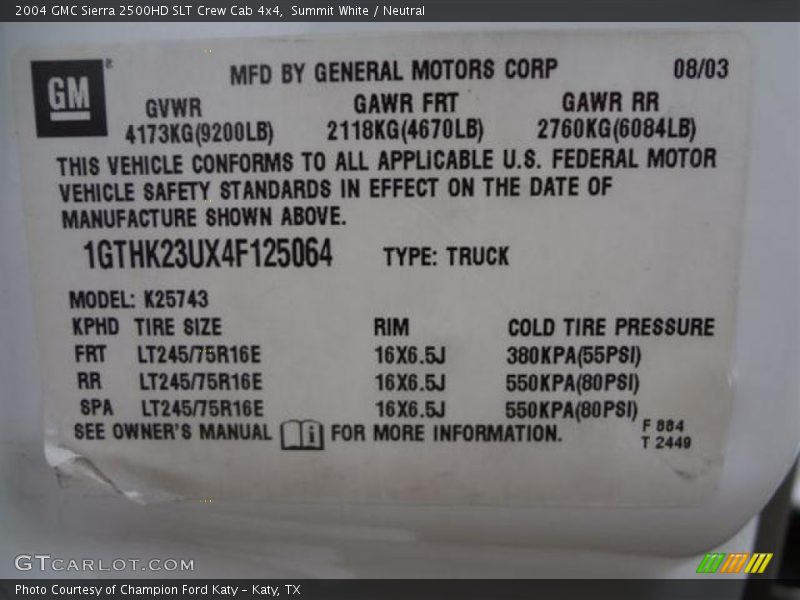 2004 GMC Sierra 2500HD SLT Crew Cab 4x4,  Summit White / Neutral
GM®
MFD BY GENERAL MOTORS CORP 08/03
GVWR GAWR FRT GAWR RR
4173KG(9200LB) 2118KG(4670LB) 2760KG(6084LB)
THIS VEHICLE CONFORMS TO ALL APPLICABLE U.S. FEDERAL MOTOR
VEHICLE SAFETY STANDARDS IN EFFECT ON THE DATE OF
MANUFACTURE SHOWN ABOVE.
1GTHK23UX4F125064 TYPE: TRUCK
MODEL: K25743
KPHD TIRE SIZE RIM COLD TIRE PRESSURE
FRT LT245/75R16E 16X6.5J 380KPA(55PSI)
RR LT245/75R16E 16X6.5J 550KPA(80PSI)
SPA LT245/75R16E 16X6.5J 550KPA(80PSI)
SEE OWNER'S MANUAL i FOR MORE INFORMATION.
F 884
T 2449
GTCARLOT.COM
Photo Courtesy of Champion Ford Katy – Katy, TX